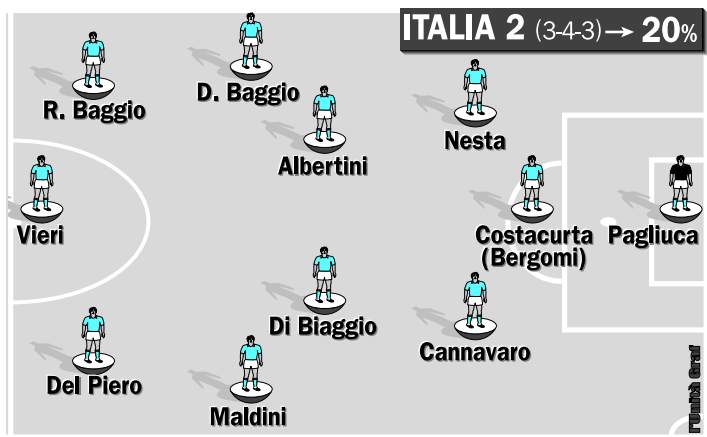 ITALIA 2 (3-4-3)→ 20%
R. Baggio
D. Baggio
Albertini
Nesta
Vieri
Costacurta
(Bergomi)
Pagliuca
Di Biaggio
Cannavaro
Del Piero
Maldini
l'Unità Graf